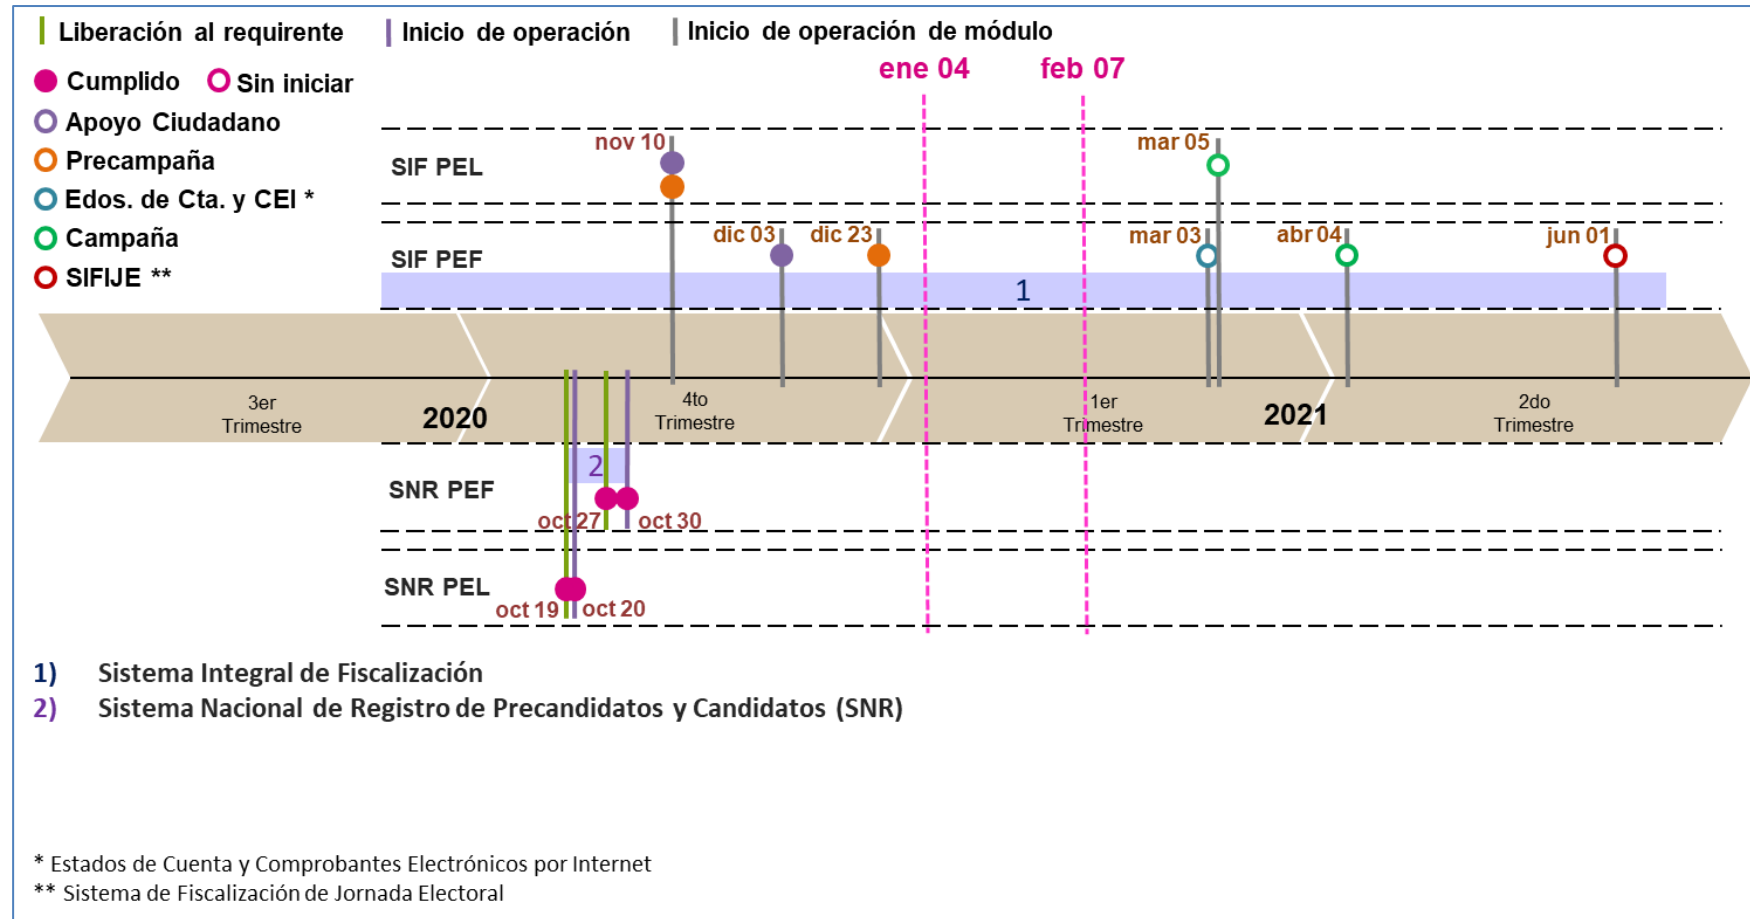 Liberación al requirente
Inicio de operación
Inicio de operación de módulo
ene 04
feb 07
Cumplido
Sin iniciar
Apoyo Ciudadano
Precampaña
Edos. de Cta. y CEI *
Campaña
SIFIJE **
nov 10
mar 05
SIF PEL
dic 03
dic 23
mar 03
abr 04
jun 01
SIF PEF
1
3er
Trimestre
2020
4to
Trimestre
1er
Trimestre
2021
2do
Trimestre
2
SNR PEF
oct 27
oct 30
SNR PEL
oct 19
oct 20
1) Sistema Integral de Fiscalización
2) Sistema Nacional de Registro de Precandidatos y Candidatos (SNR)
* Estados de Cuenta y Comprobantes Electrónicos por Internet
** Sistema de Fiscalización de Jornada Electoral